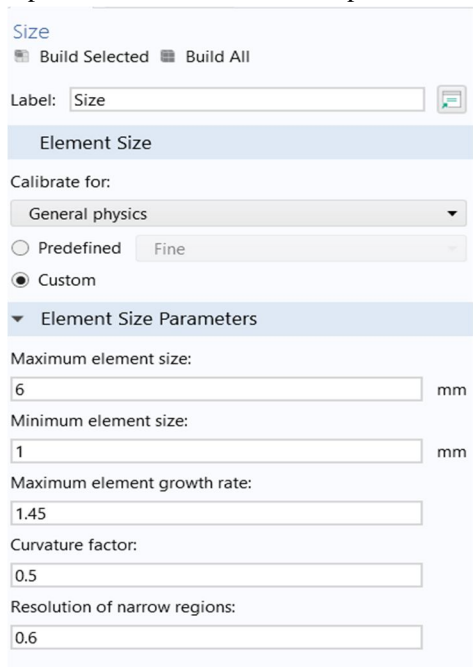 Size
Build Selected Build All
Label: Size
Element Size
Calibrate for:
General physics
Predefined Fine
Custom
Element Size Parameters
Maximum element size:
6 mm
Minimum element size:
1 mm
Maximum element growth rate:
1.45
Curvature factor:
0.5
Resolution of narrow regions:
0.6